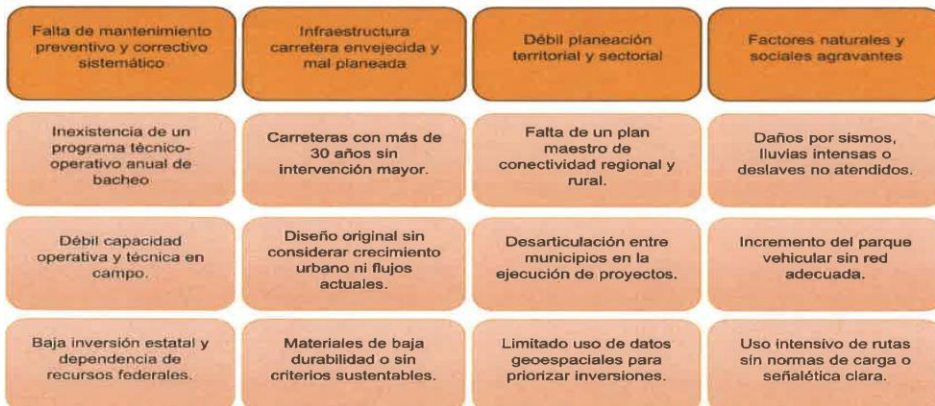 Falta de mantenimiento
preventivo y correctivo
sistemático
Infraestructura
carretera envejecida y
mal planeada
Débil planeación
territorial y sectorial
Factores naturales y
sociales agravantes
Inexistencia de un
programa técnico-
operativo anual de
bacheo
Carreteras con más de
30 años sin
intervención mayor.
Falta de un plan
maestro de
conectividad regional y
rural.
Daños por sismos,
lluvias intensas o
deslaves no atendidos.
Débil capacidad
operativa y técnica en
campo.
Diseño original sin
considerar crecimiento
urbano ni flujos
actuales.
Desarticulación entre
municipios en la
ejecución de proyectos.
Incremento del parque
vehicular sin red
adecuada.
Baja inversión estatal y
dependencia de
recursos federales.
Materiales de baja
durabilidad o sin
criterios sustentables.
Limitado uso de datos
geoespaciales para
priorizar inversiones.
Uso intensivo de rutas
sin normas de carga o
señalética clara.